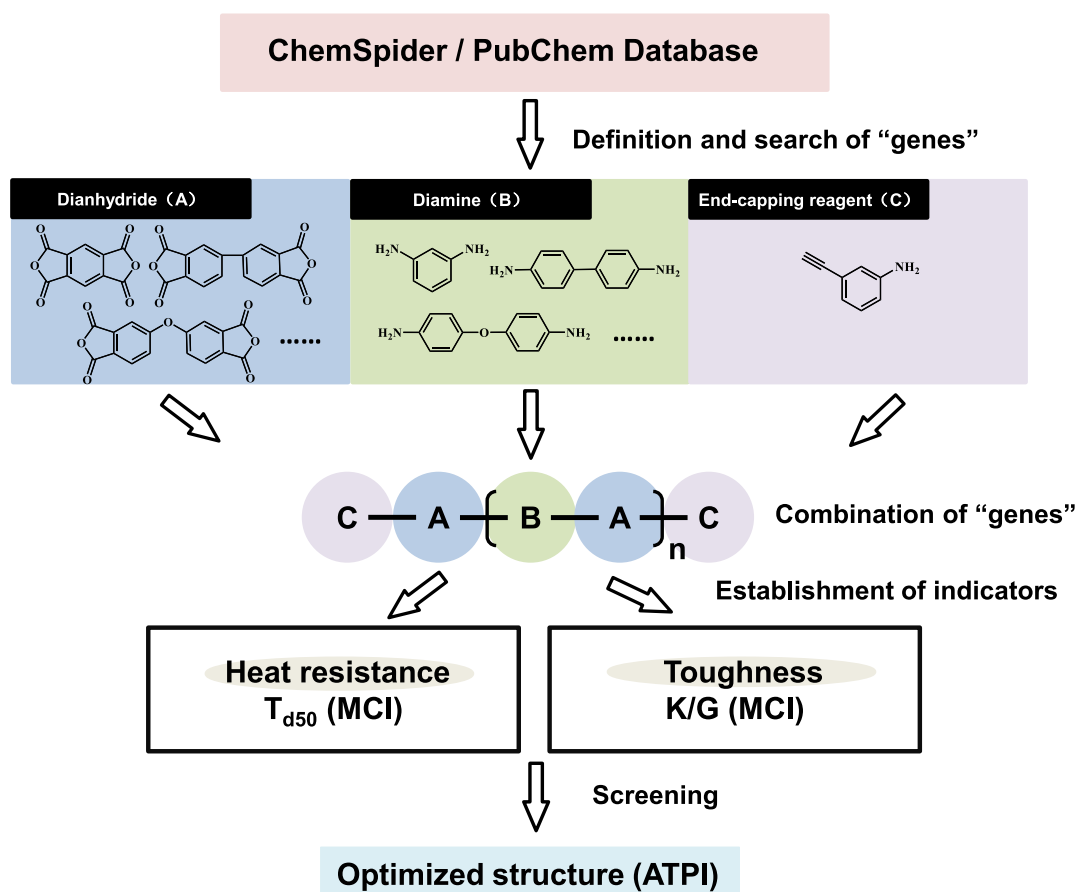 ChemSpider / PubChem Database
Definition and search of “genes”
Dianhydride（A）
Diamine（B）
End-capping reagent（C）
O O O O
O O
O O O O
O O
O O
O O
O O
O O O
O O
......
H₂N NH₂
H₂N NH₂
H₂N O NH₂
......
NH₂
C A B A C
n
Combination of “genes”
Establishment of indicators
Heat resistance
T_d50 (MCI)
Toughness
K/G (MCI)
Screening
Optimized structure (ATPI)